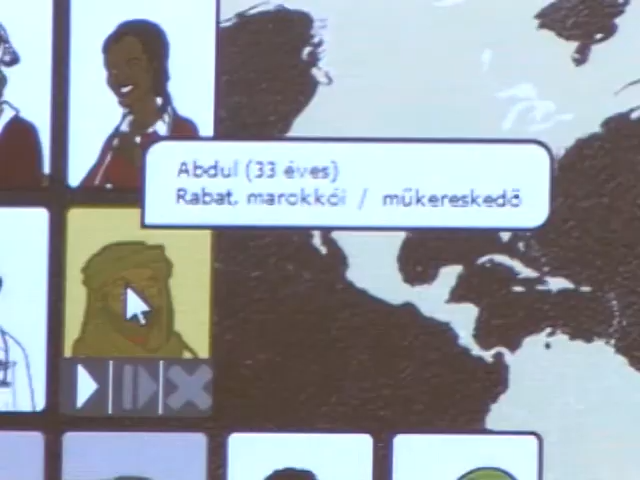 Abdul (33 éves)
Rabat, marokkói / műkereskedő